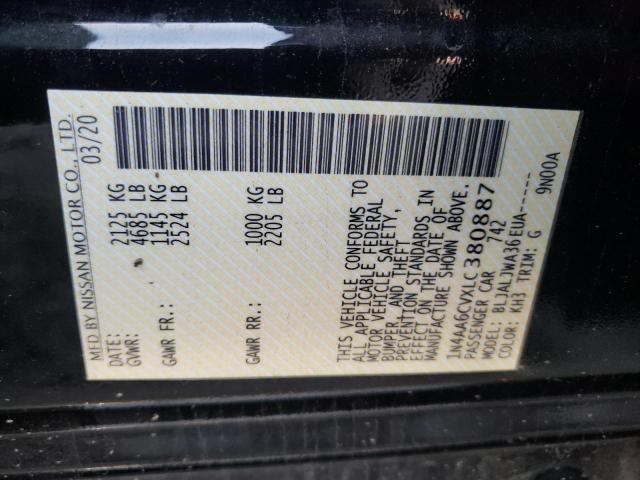 MFD BY NISSAN MOTOR CO., LTD.
DATE: 03/20
GVWR: 2125 KG
4685 LB
GAWR FR: 1145 KG
2524 LB
GAWR RR: 1000 KG
2205 LB
THIS VEHICLE CONFORMS TO
ALL APPLICABLE FEDERAL
MOTOR VEHICLE SAFETY,
BUMPER, AND THEFT
PREVENTION STANDARDS IN
EFFECT ON THE DATE OF
MANUFACTURE SHOWN ABOVE.
1N4AA6CVXLC380887
PASSENGER CAR 742
MODEL: BLJALJWA36EUA-----
COLOR: KH3 TRIM: G 9N00A